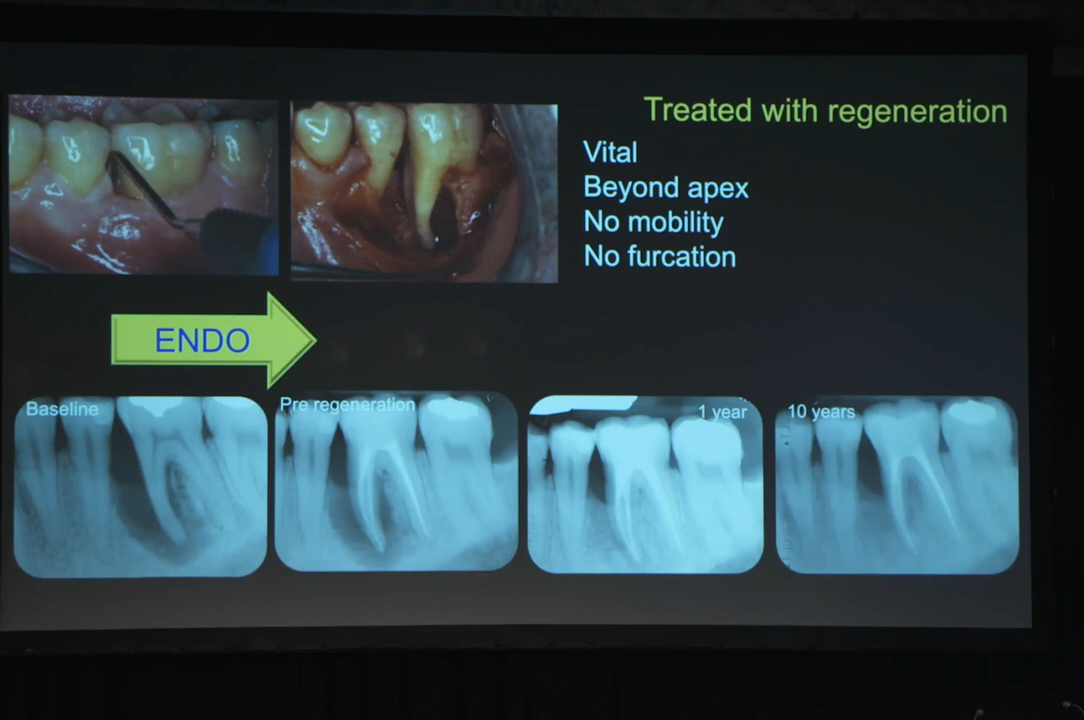 Treated with regeneration
Vital
Beyond apex
No mobility
No furcation
ENDO
Baseline
Pre regeneration
1 year
10 years